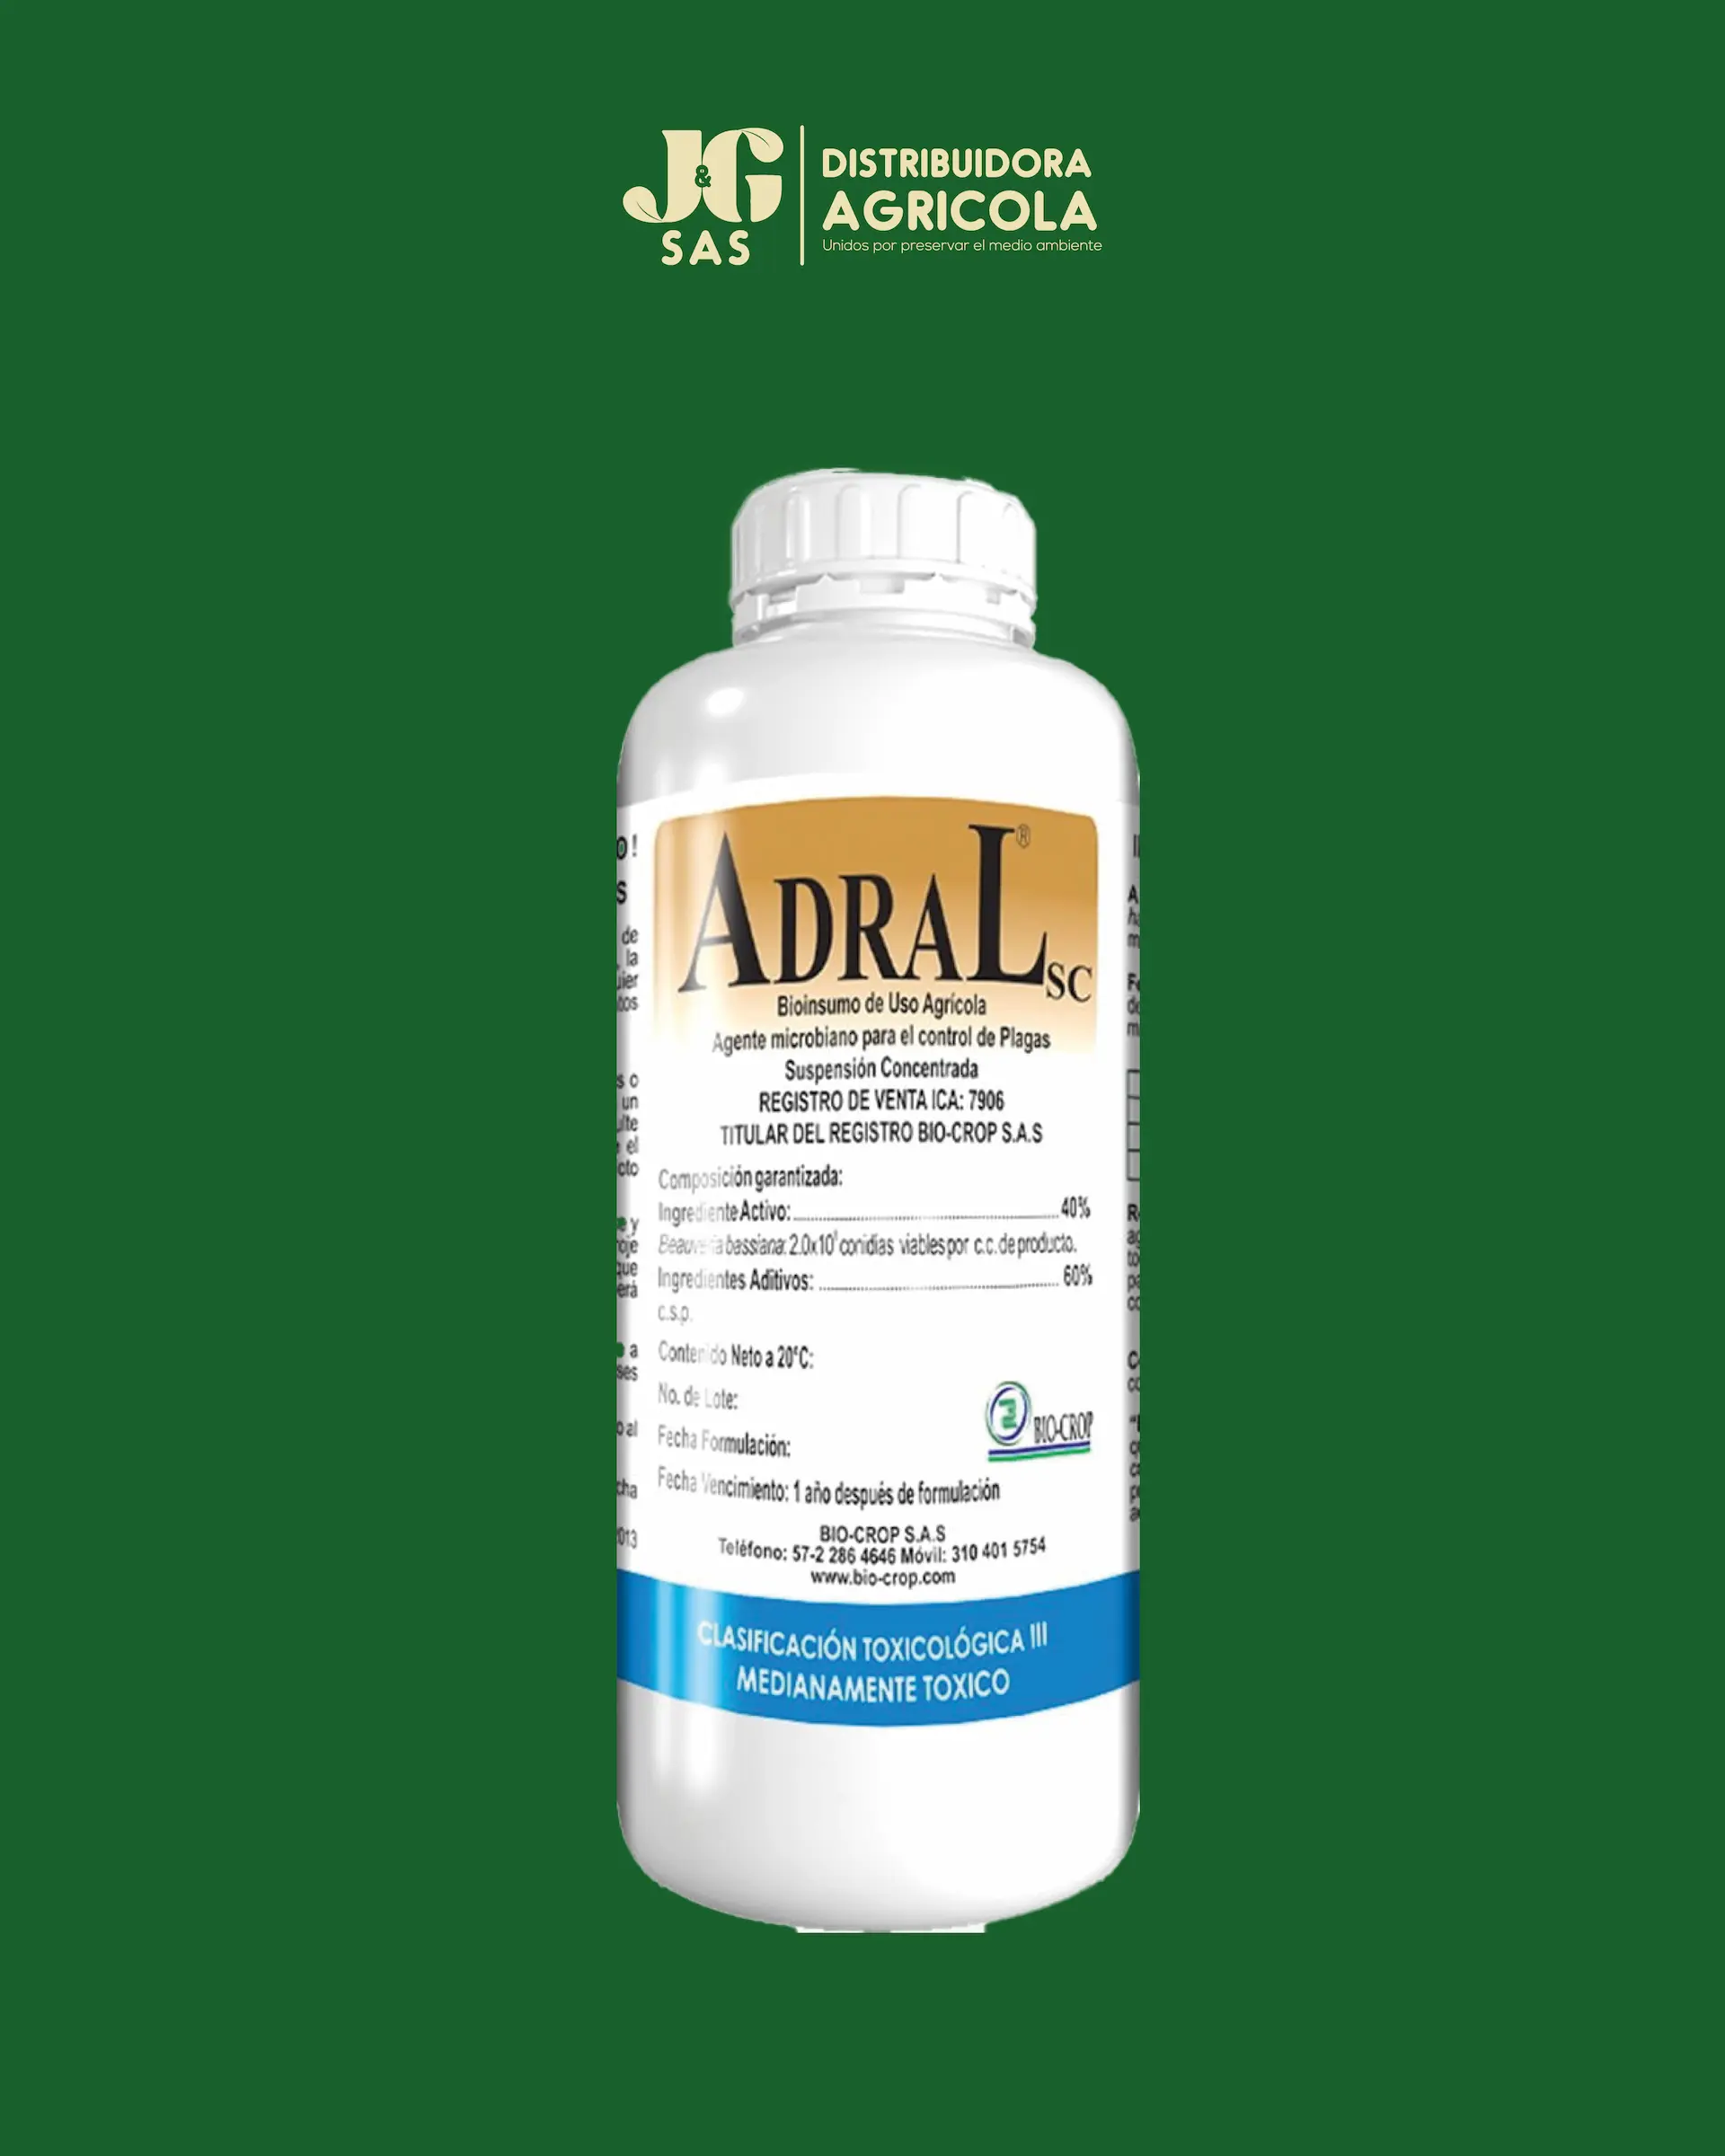 J&G
SAS
DISTRIBUIDORA
AGRICOLA
Unidos por preservar el medio ambiente
ADRAL®
SC
Bioinsumo de Uso Agrícola
Agente microbiano para el control de Plagas
Suspensión Concentrada
REGISTRO DE VENTA ICA: 7906
TITULAR DEL REGISTRO BIO-CROP S.A.S
Composición garantizada:
Ingrediente Activo: 40%
Beauveria bassiana: conidias viables por c.c. de producto.
Ingredientes Aditivos: 60%
c.s.p.
Contenido Neto a 20°C:
No. de Lote:
Fecha Formulación:
BIO-CROP
Fecha Vencimiento: 1 año después de formulación
BIO-CROP S.A.S
Teléfono: 57-2 286 4646 Móvil: 310 401 5754
www.bio-crop.com
CLASIFICACIÓN TOXICOLÓGICA III
MEDIANAMENTE TOXICO